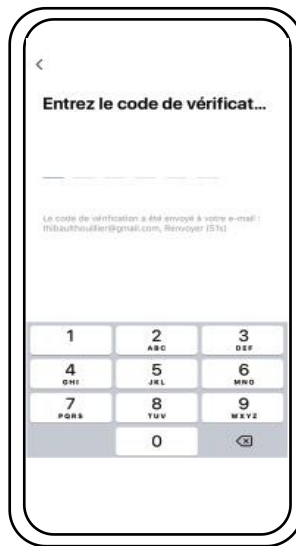 Entrez le code de vérificat...
Le code de vérification a été envoyé à votre e-mail :
thibaulthouillier@gmail.com, Renvoyer (51s)
1 2 3
ABC DEF
4 5 6
GHI JKL MNO
7 8 9
PQRS TUV WXYZ
0